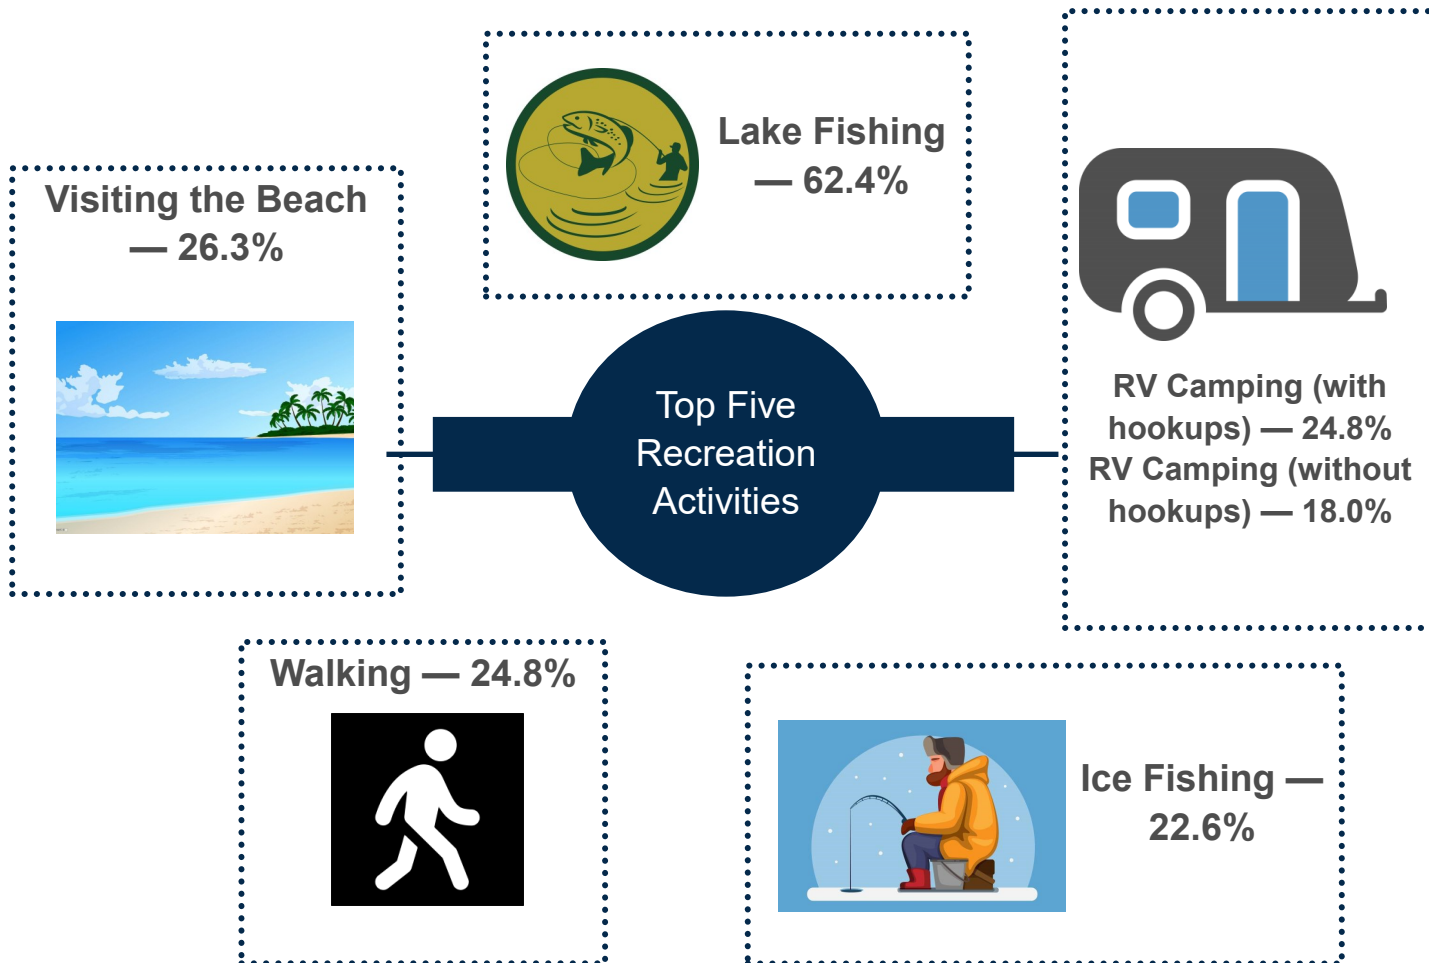 Lake Fishing
— 62.4%
Visiting the Beach
— 26.3%
RV Camping (with
hookups) — 24.8%
RV Camping (without
hookups) — 18.0%
Top Five
Recreation
Activities
Walking — 24.8%
Ice Fishing —
22.6%